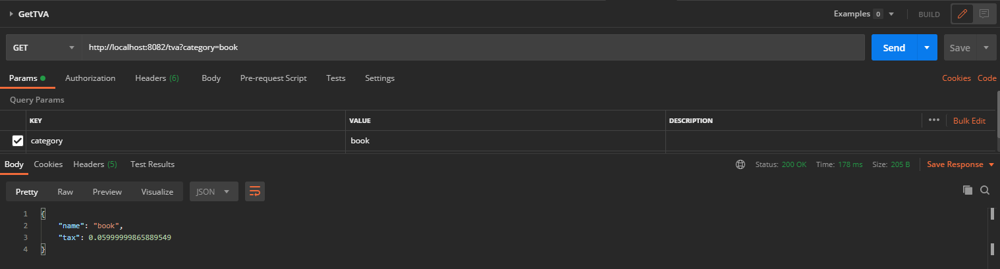 GetTVA
Examples 0 BUILD
GET http://localhost:8082/tva?category=book Send Save
Params Authorization Headers (6) Body Pre-request Script Tests Settings Cookies Code
Query Params
KEY VALUE DESCRIPTION ••• Bulk Edit
category book
Body Cookies Headers (5) Test Results Status: 200 OK Time: 178 ms Size: 205 B Save Response
Pretty Raw Preview Visualize JSON
1 {
2 "name": "book",
3 "tax": 0.05999999865889549
4 }